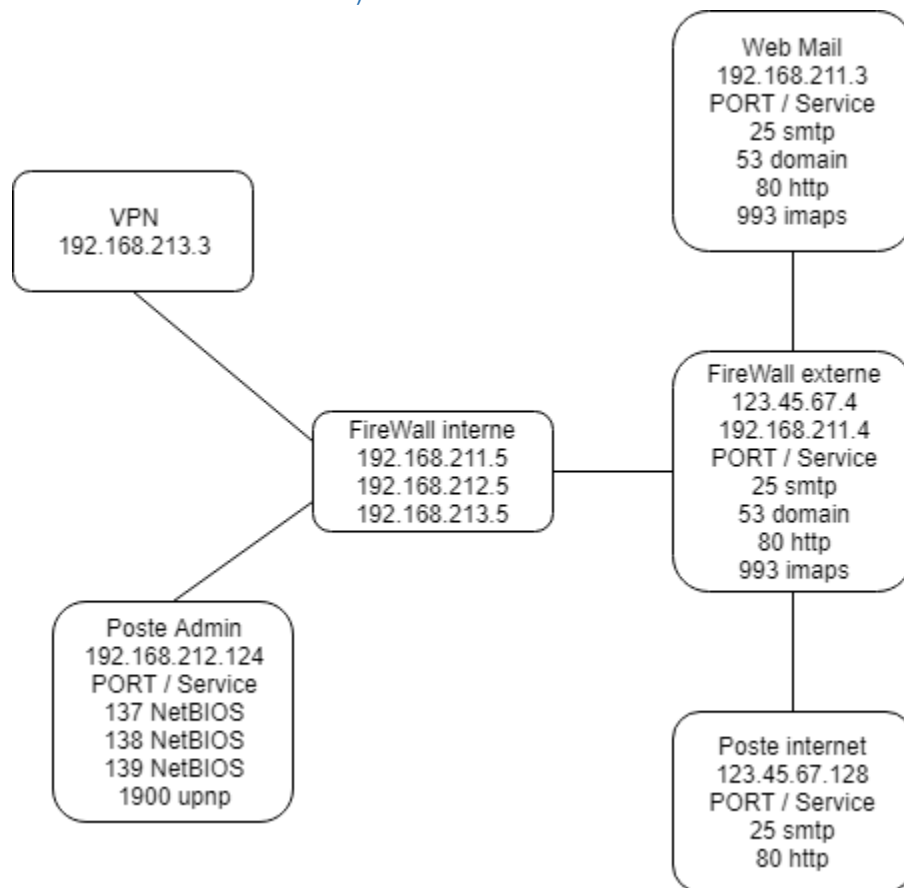 Web Mail
192.168.211.3
PORT / Service
25 smtp
53 domain
80 http
993 imaps
VPN
192.168.213.3
FireWall externe
123.45.67.4
192.168.211.4
PORT / Service
25 smtp
53 domain
80 http
993 imaps
FireWall interne
192.168.211.5
192.168.212.5
192.168.213.5
Poste Admin
192.168.212.124
PORT / Service
137 NetBIOS
138 NetBIOS
139 NetBIOS
1900 upnp
Poste internet
123.45.67.128
PORT / Service
25 smtp
80 http